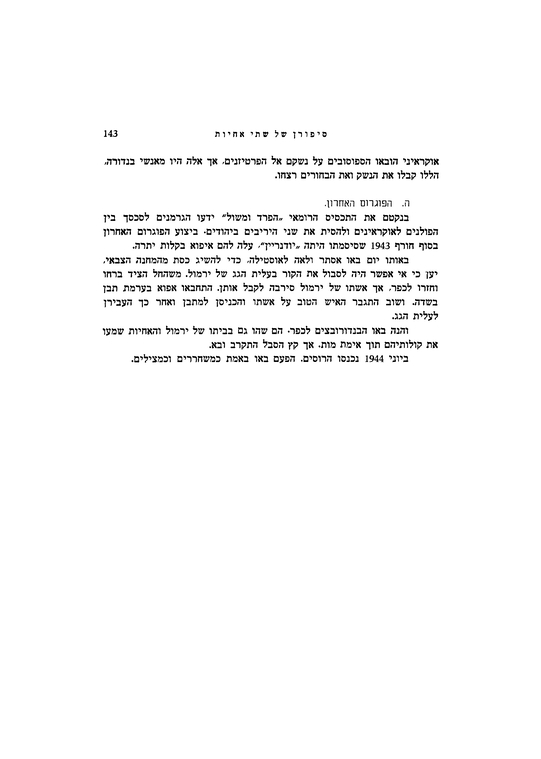 סיפורן של שתי אחיות 143
אוקראיני הובאו הספוסובים על נשקם אל הפרטיזנים, אך אלה היו מאנשי בנדורה,
הללו קבלו את הנשק ואת הבחורים רצחו.
ה. הפוגרום האחרון.
בנקטם את התכסיס הרומאי „הפרד ומשול" ידעו הגרמנים לסכסך בין
הפולנים לאוקראינים ולהסית את שני היריבים ביהודים. ביצוע הפוגרום האחרון
בסוף חורף 1943 שסיסמתו היתה „יודנריין", עלה להם איפוא בקלות יתרה.
באותו יום באו אסתר ולאה לאוסטילה, כדי להשיג כסת מהמחנה הצבאי,
יען כי אי אפשר היה לסבול את הקור בעלית הגג של ירמול. משהחל הציד ברחו
וחזרו לכפר, אך אשתו של ירמול סירבה לקבל אותן. התחבאו אפוא בערמת תבן
בשדה. ושוב התגבר האיש הטוב על אשתו והכניסן למתבן ואחר כך העבירן
לעלית הגג.
והנה באו הבנדורובצים לכפר. הם שהו גם בביתו של ירמול והאחיות שמעו
את קולותיהם תוך אימת מות. אך קץ הסבל התקרב ובא.
ביוני 1944 נכנסו הרוסים. הפעם באו באמת כמשחררים וכמצילים.